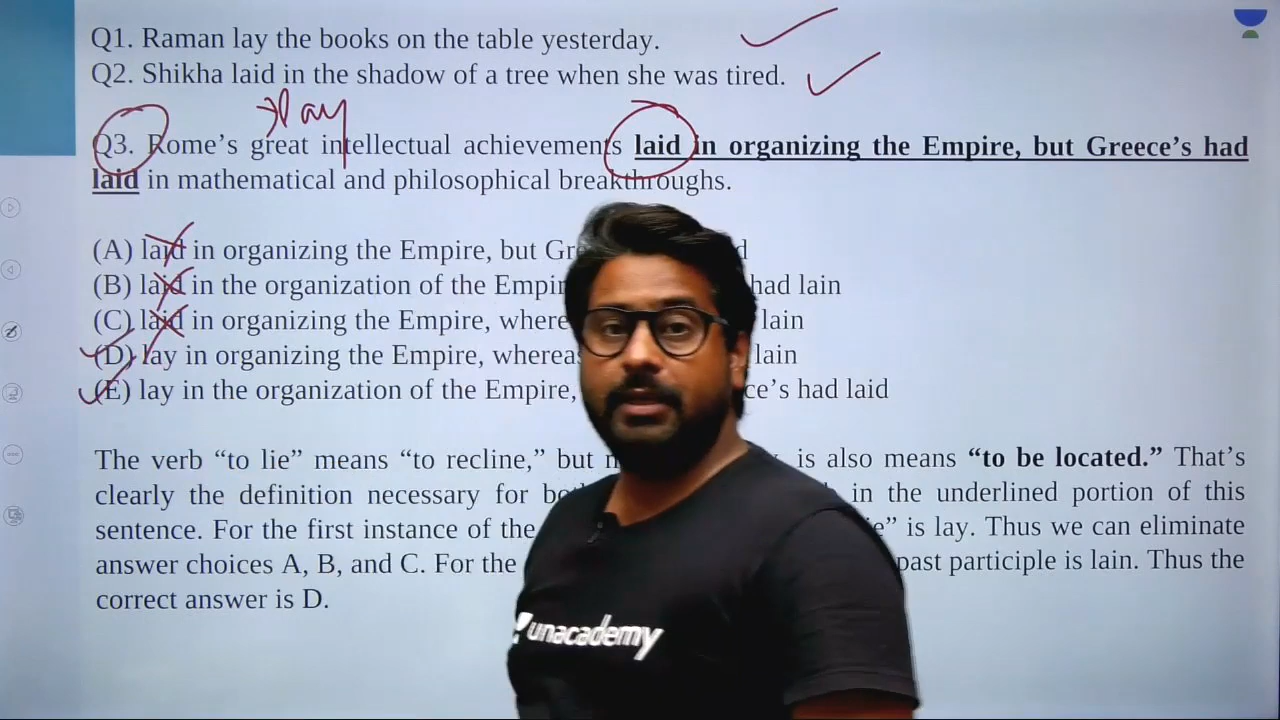 Q1. Raman lay the books on the table yesterday.
Q2. Shikha laid in the shadow of a tree when she was tired.
lay
Q3. Rome's great intellectual achievements laid in organizing the Empire, but Greece's had
laid in mathematical and philosophical breakthroughs.
(A) laid in organizing the Empire, but
(B) laid in the organization of the had lain
(C) laid in organizing the Empire, lain
(D) lay in organizing the Empire, lain
(E) lay in the organization of the Empire, had laid
The verb “to lie” means “to recline,” but is also means “to be located.” That's
clearly the definition necessary for in the underlined portion of this
sentence. For the first instance of the is lay. Thus we can eliminate
answer choices A, B, and C. For the past participle is lain. Thus the
correct answer is D.
unacademy